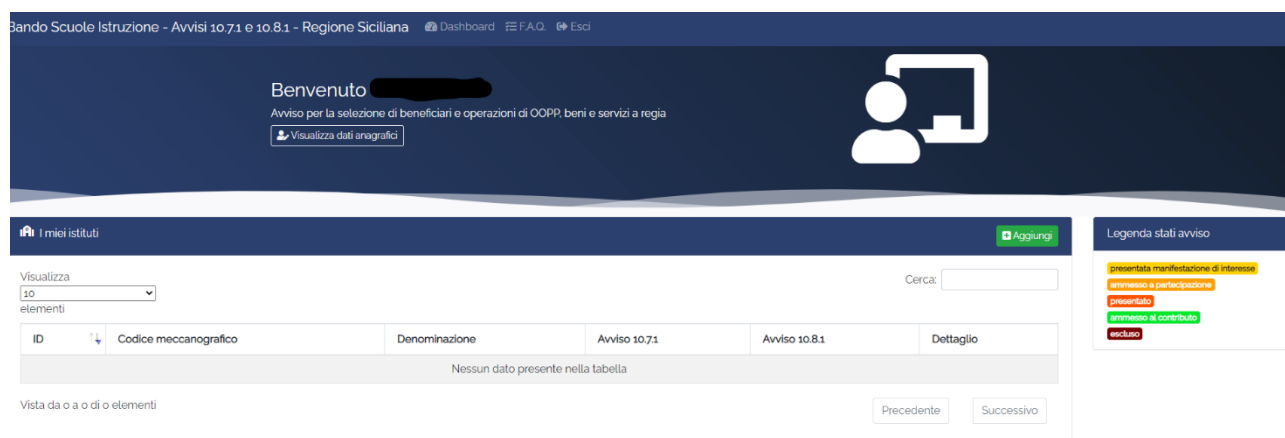 Bando Scuole Istruzione - Avvisi 10.7.1 e 10.8.1 - Regione Siciliana Dashboard F.A.Q. Esci
Benvenuto
Avviso per la selezione di beneficiari e operazioni di OOPP, beni e servizi a regia
Visualizza dati anagrafici
I miei istituti
Aggiungi
Visualizza
10
elementi
Cerca:
ID Codice meccanografico Denominazione Avviso 10.7.1 Avviso 10.8.1 Dettaglio
Nessun dato presente nella tabella
Vista da 0 a 0 di 0 elementi
Precedente Successivo
Legenda stati avviso
presentata manifestazione di interesse
ammesso a partecipazione
presentato
ammesso al contributo
escluso